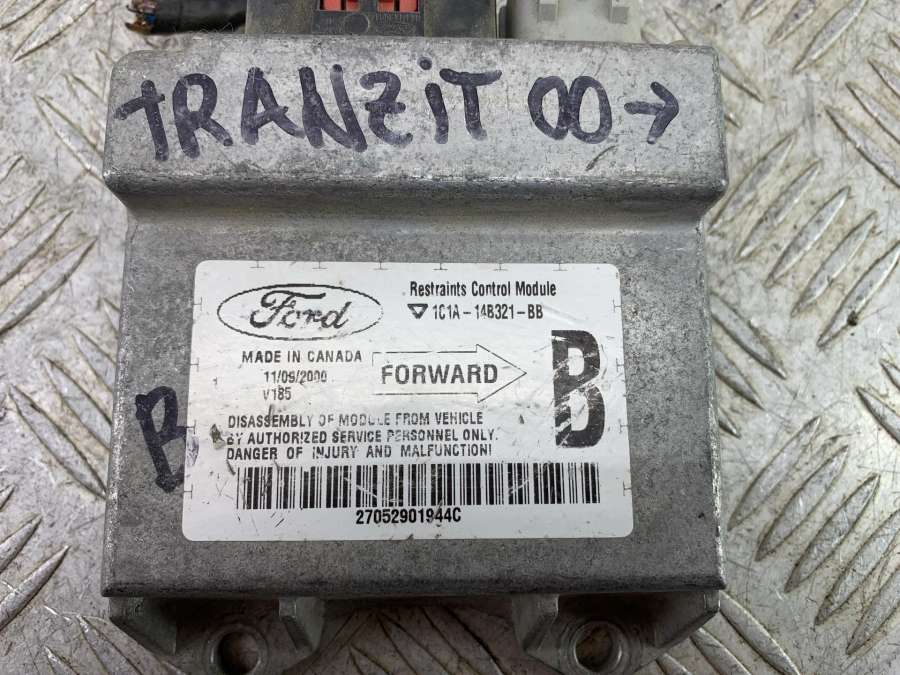 TRANZiT 00→
Ford
Restraints Control Module
1C1A-14B321-BB
MADE IN CANADA
11/09/2000
V185
FORWARD
B
B
DISASSEMBLY OF MODULE FROM VEHICLE
BY AUTHORIZED SERVICE PERSONNEL ONLY.
DANGER OF INJURY AND MALFUNCTION!
27052901944C